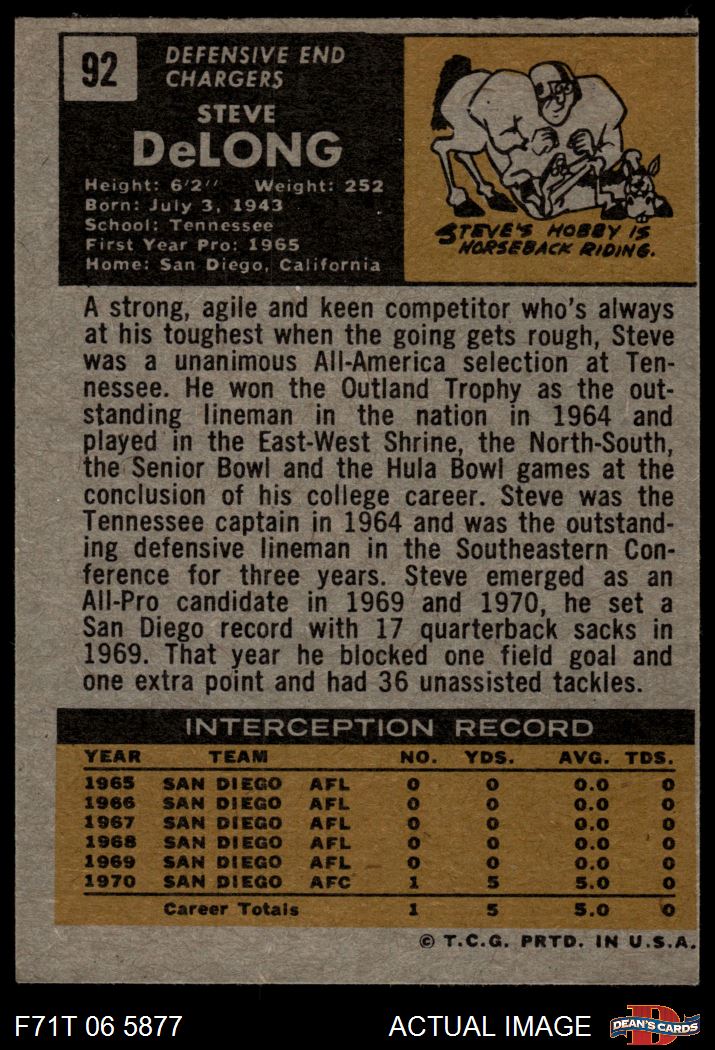 92
DEFENSIVE END
CHARGERS
STEVE
DeLONG
Height: 6'2" Weight: 252
Born: July 3, 1943
School: Tennessee
First Year Pro: 1965
Home: San Diego, California
STEVE'S HOBBY IS
HORSEBACK RIDING.
A strong, agile and keen competitor who's always
at his toughest when the going gets rough, Steve
was a unanimous All-America selection at Ten-
nessee. He won the Outland Trophy as the out-
standing lineman in the nation in 1964 and
played in the East-West Shrine, the North-South,
the Senior Bowl and the Hula Bowl games at the
conclusion of his college career. Steve was the
Tennessee captain in 1964 and was the outstand-
ing defensive lineman in the Southeastern Con-
ference for three years. Steve emerged as an
All-Pro candidate in 1969 and 1970, he set a
San Diego record with 17 quarterback sacks in
1969. That year he blocked one field goal and
one extra point and had 36 unassisted tackles.
INTERCEPTION RECORD
YEAR TEAM NO. YDS. AVG. TDS.
1965 SAN DIEGO AFL 0 0 0.0 0
1966 SAN DIEGO AFL 0 0 0.0 0
1967 SAN DIEGO AFL 0 0 0.0 0
1968 SAN DIEGO AFL 0 0 0.0 0
1969 SAN DIEGO AFL 0 0 0.0 0
1970 SAN DIEGO AFC 1 5 5.0 0
Career Totals 1 5 5.0 0
© T.C.G. PRTD. IN U.S.A.
F71T 06 5877 ACTUAL IMAGE D DEAN'S CARDS